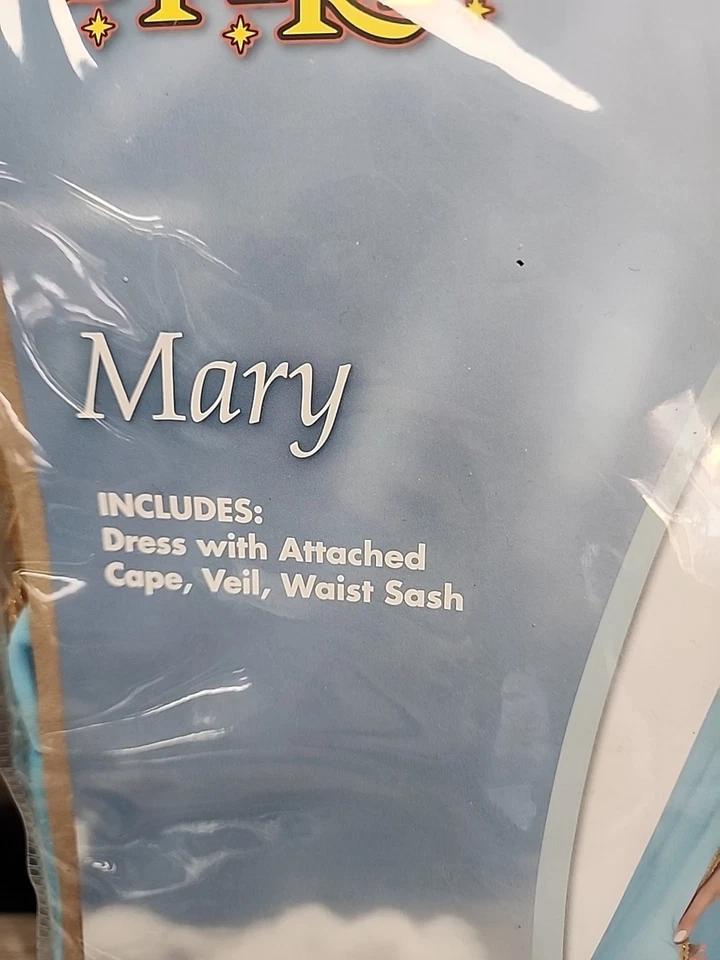 Mary
INCLUDES:
Dress with Attached
Cape, Veil, Waist Sash